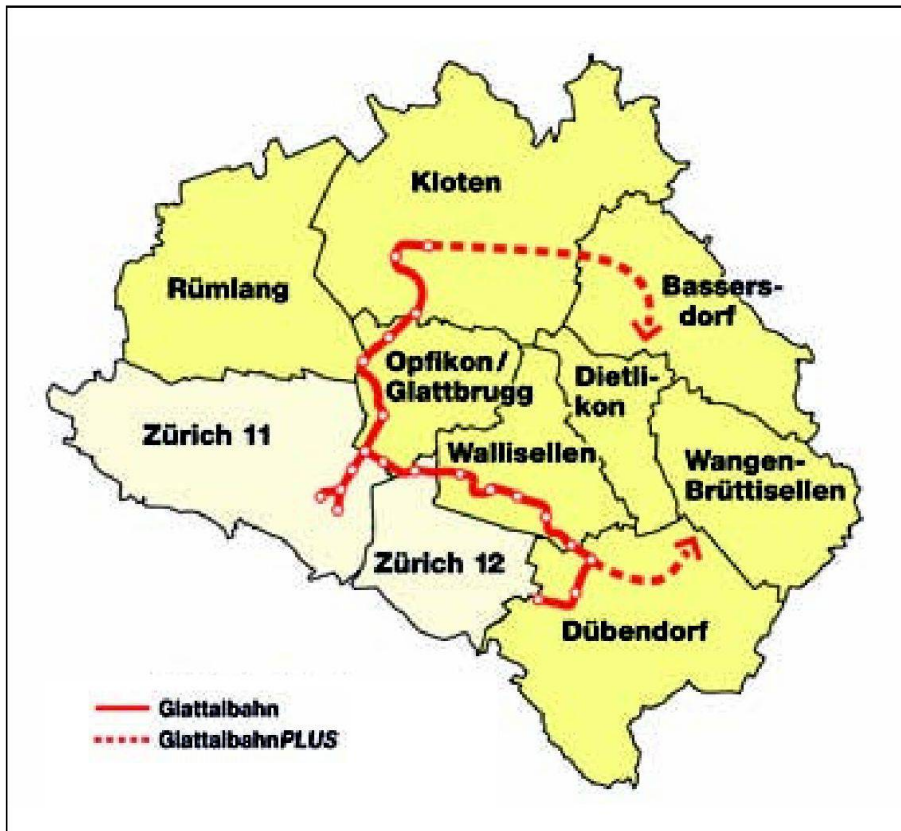 Kloten
Rümlang
Bassers-
dorf
Opfikon/
Glattbrugg
Dietli-
kon
Zürich 11
Wallisellen
Wangen-
Brüttisellen
Zürich 12
Dübendorf
Glattalbahn
GlattalbahnPLUS